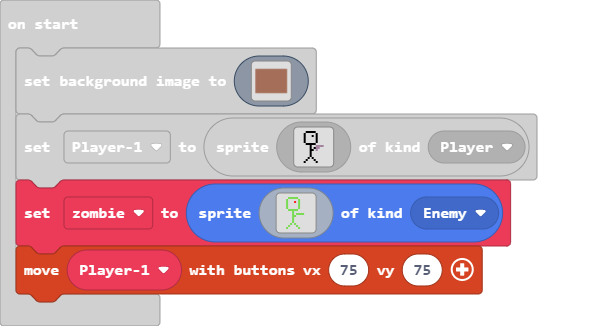 on start
set background image to
set Player-1 to sprite of kind Player
set zombie to sprite of kind Enemy
move Player-1 with buttons vx 75 vy 75